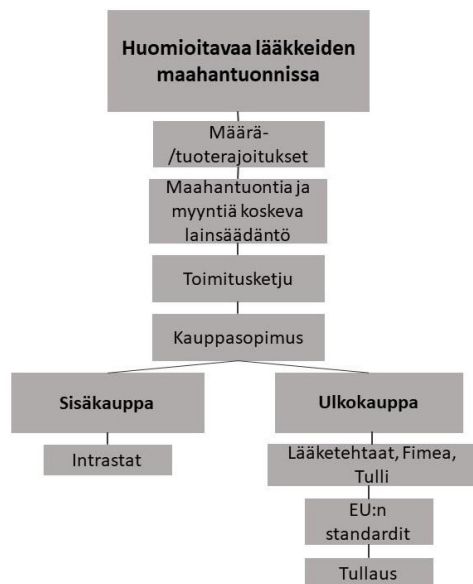 Huomioitavaa lääkkeiden
maahantuonnissa
Määrä-
/tuoterajoitukset
Maahantuontia ja
myyntiä koskeva
lainsäädäntö
Toimitusketju
Kauppasopimus
Sisäkauppa
Intrastat
Ulkokauppa
Lääketehtaat, Fimea,
Tulli
EU:n
standardit
Tullaus